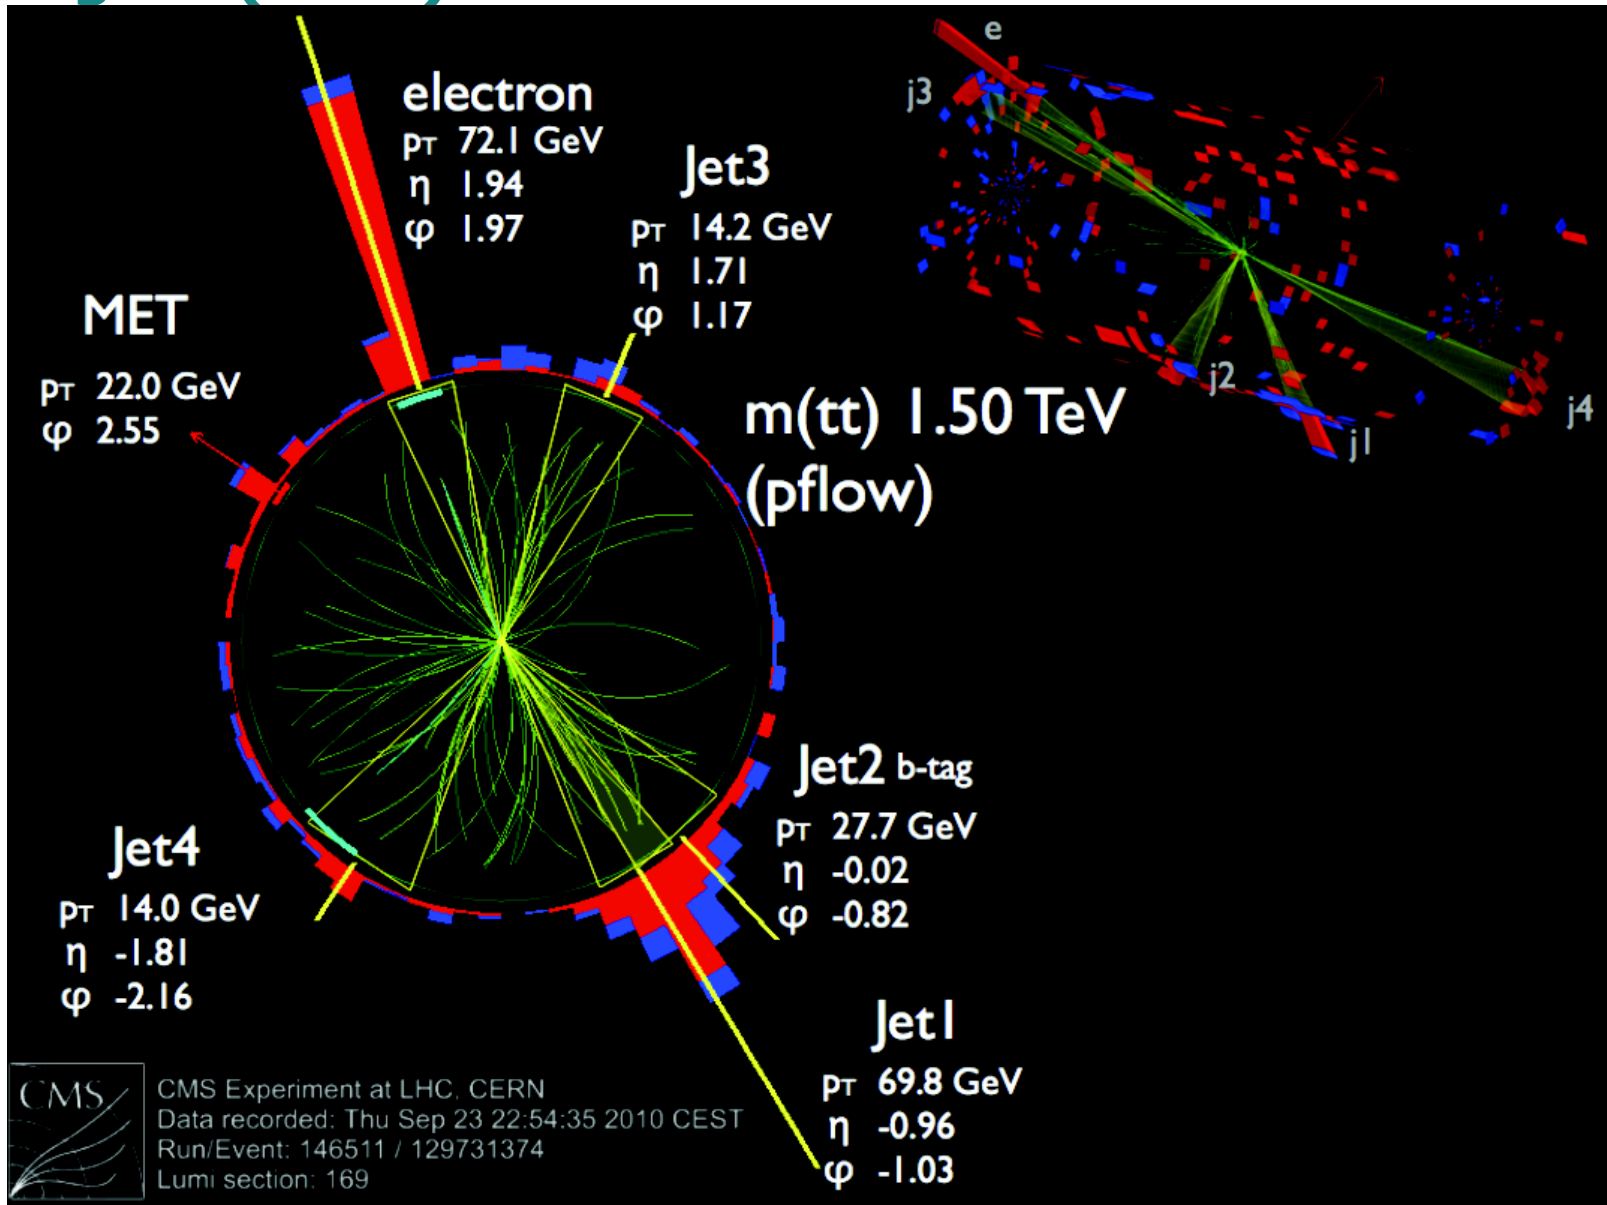 electron
pT 72.1 GeV
η 1.94
φ 1.97
Jet3
pT 14.2 GeV
η 1.71
φ 1.17
MET
pT 22.0 GeV
φ 2.55
e
j3
j2
j1
j4
m(tt) 1.50 TeV
(pflow)
Jet2 b-tag
pT 27.7 GeV
η -0.02
φ -0.82
Jet4
pT 14.0 GeV
η -1.81
φ -2.16
Jet1
pT 69.8 GeV
η -0.96
φ -1.03
CMS
CMS Experiment at LHC, CERN
Data recorded: Thu Sep 23 22:54:35 2010 CEST
Run/Event: 146511 / 129731374
Lumi section: 169